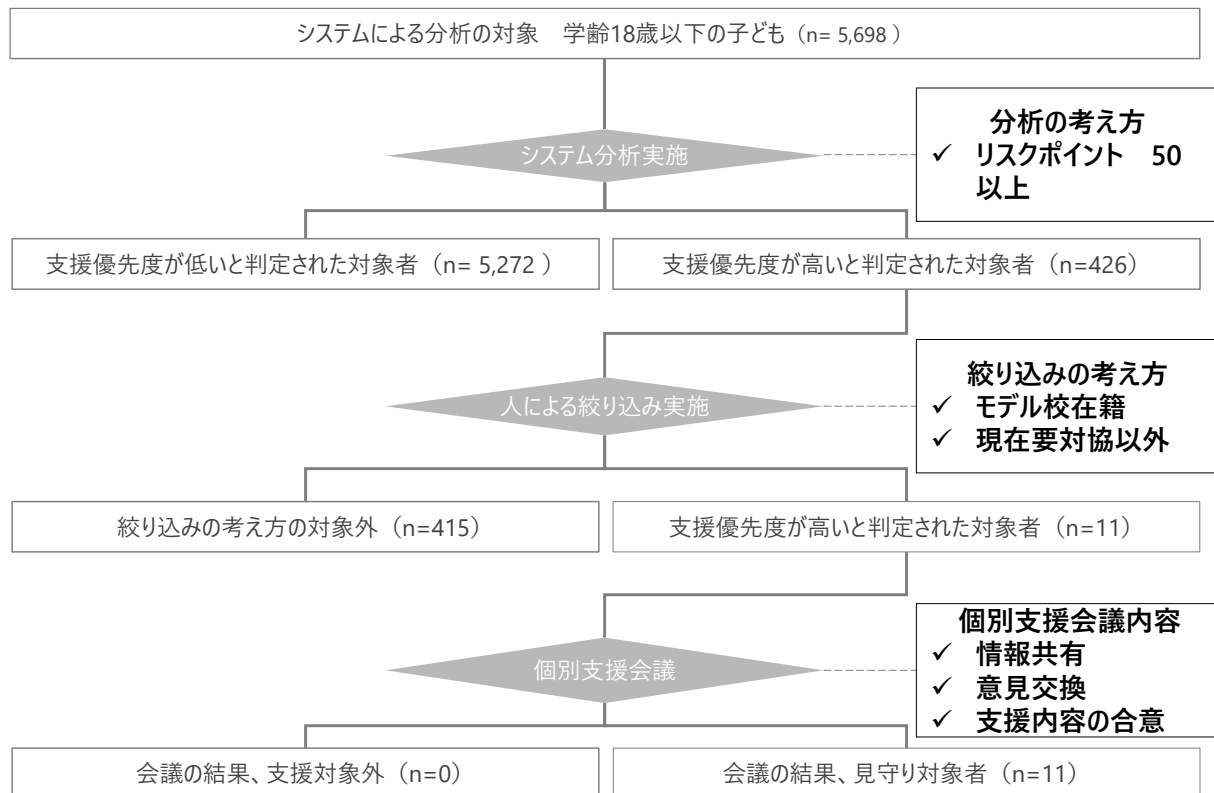 システムによる分析の対象　学齢18歳以下の子ども（n= 5,698 ）
分析の考え方
✓ リスクポイント　50
以上
システム分析実施
支援優先度が低いと判定された対象者（n= 5,272 ）
支援優先度が高いと判定された対象者（n=426）
絞り込みの考え方
✓ モデル校在籍
✓ 現在要対協以外
人による絞り込み実施
絞り込みの考え方の対象外（n=415）
支援優先度が高いと判定された対象者（n=11）
個別支援会議内容
✓ 情報共有
✓ 意見交換
✓ 支援内容の合意
個別支援会議
会議の結果、支援対象外（n=0）
会議の結果、見守り対象者（n=11）